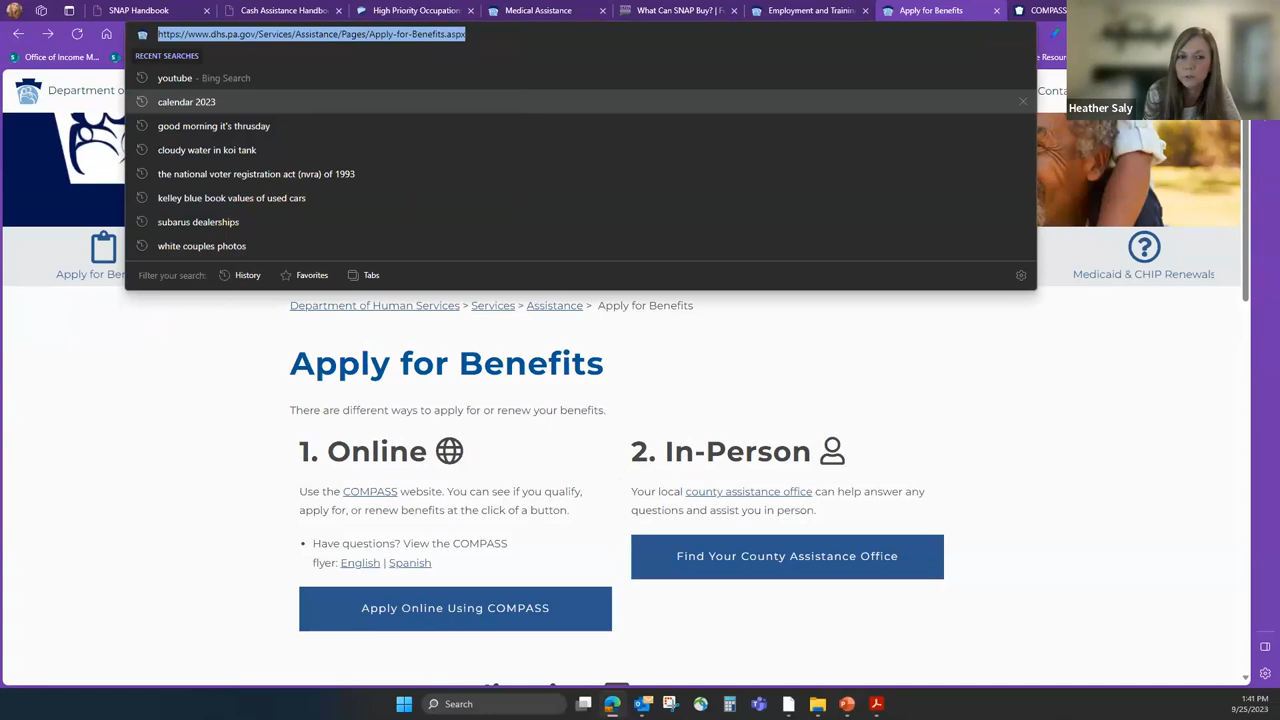 SNAP Handbook
Cash Assistance Handbo
High Priority Occupation
Medical Assistance
What Can SNAP Buy? | F
Employment and Trainin
Apply for Benefits
COMPASS
https://www.dhs.pa.gov/Services/Assistance/Pages/Apply-for-Benefits.aspx
Office of Income M...
RECENT SEARCHES
youtube - Bing Search
calendar 2023
good morning it's thrusday
cloudy water in koi tank
the national voter registration act (nvra) of 1993
kelley blue book values of used cars
subarus dealerships
white couples photos
Filter your search: History Favorites Tabs
e Resour
Department o
Conta
Heather Saly
Apply for Ben
Medicaid & CHIP Renewals
Department of Human Services > Services > Assistance > Apply for Benefits
Apply for Benefits
There are different ways to apply for or renew your benefits.
1. Online
Use the COMPASS website. You can see if you qualify,
apply for, or renew benefits at the click of a button.
• Have questions? View the COMPASS
flyer: English | Spanish
Apply Online Using COMPASS
2. In-Person
Your local county assistance office can help answer any
questions and assist you in person.
Find Your County Assistance Office
Search
1:41 PM
9/25/2023